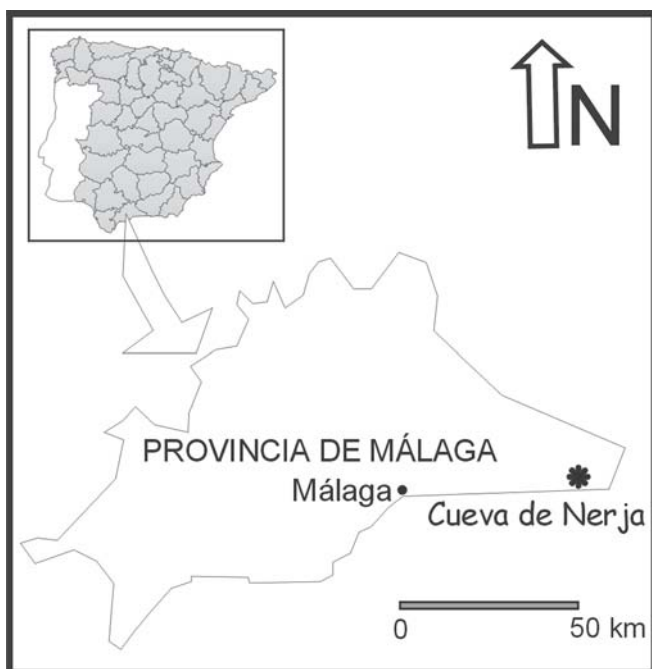 N
PROVINCIA DE MÁLAGA
Málaga
Cueva de Nerja
0 50 km